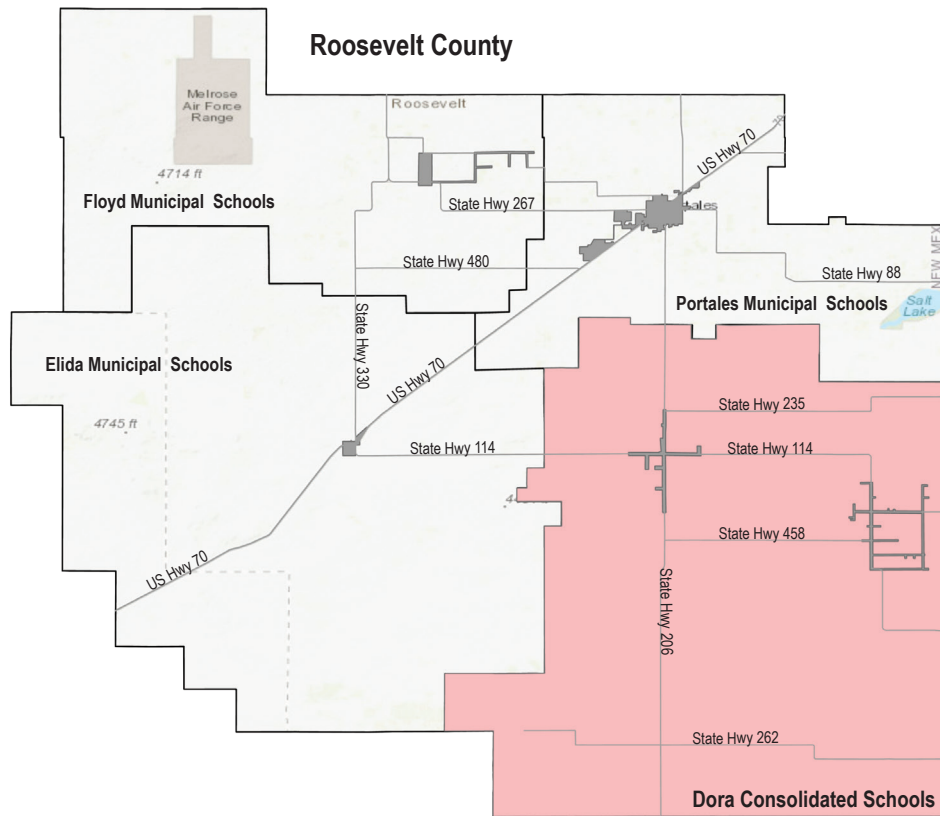 Roosevelt County
Melrose
Air Force
Range
Roosevelt
US Hwy 70
70
4714 ft
Floyd Municipal Schools
State Hwy 267
State Hwy 480
State Hwy 88
NEW MEX
Portales Municipal Schools
Salt
Lake
State Hwy 330
Elida Municipal Schools
US Hwy 70
State Hwy 235
4745 ft
State Hwy 114
State Hwy 114
State Hwy 458
US Hwy 70
State Hwy 206
State Hwy 262
Dora Consolidated Schools